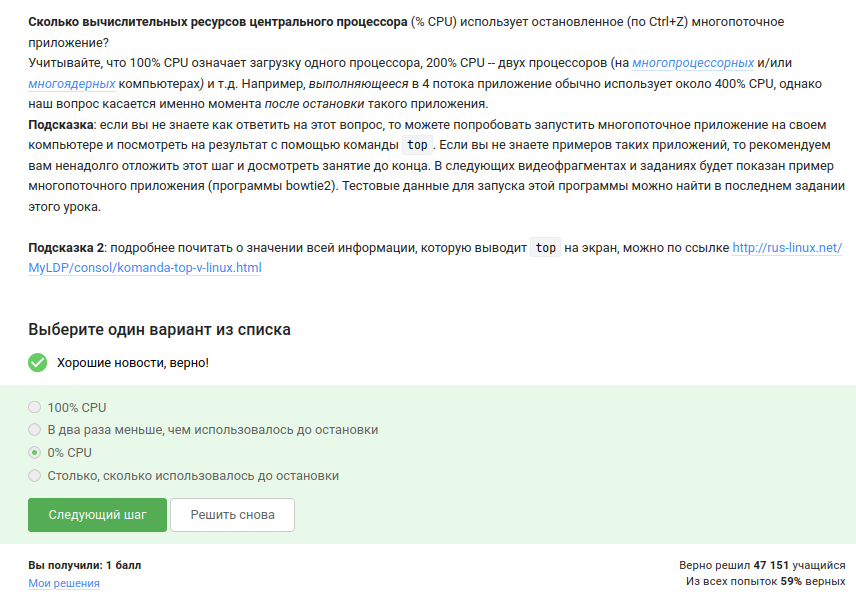 Сколько вычислительных ресурсов центрального процессора (% CPU) использует остановленное (по Ctrl+Z) многопоточное
приложение?
Учитывайте, что 100% CPU означает загрузку одного процессора, 200% CPU -- двух процессоров (на многопроцессорных и/или
многоядерных компьютерах) и т.д. Например, выполняющееся в 4 потока приложение обычно использует около 400% CPU, однако
наш вопрос касается именно момента после остановки такого приложения.
Подсказка: если вы не знаете как ответить на этот вопрос, то можете попробовать запустить многопоточное приложение на своем
компьютере и посмотреть на результат с помощью команды top. Если вы не знаете примеров таких приложений, то рекомендуем
вам ненадолго отложить этот шаг и досмотреть занятие до конца. В следующих видеофрагментах и заданиях будет показан пример
многопоточного приложения (программы bowtie2). Тестовые данные для запуска этой программы можно найти в последнем задании
этого урока.
Подсказка 2: подробнее почитать о значении всей информации, которую выводит top на экран, можно по ссылке http://rus-linux.net/
MyLDP/consol/komanda-top-v-linux.html
Выберите один вариант из списка
Хорошие новости, верно!
100% CPU
В два раза меньше, чем использовалось до остановки
0% CPU
Столько, сколько использовалось до остановки
Следующий шаг Решить снова
Вы получили: 1 балл
Мои решения
Верно решил 47 151 учащийся
Из всех попыток 59% верных